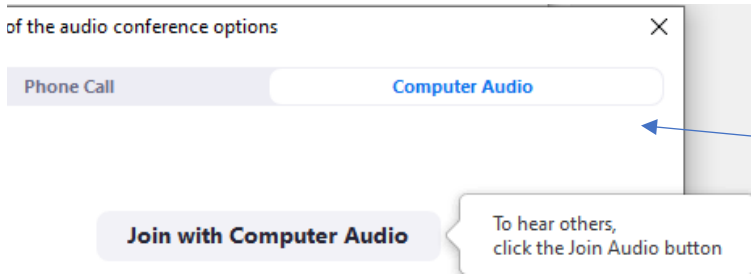 of the audio conference options
Phone Call
Computer Audio
Join with Computer Audio
To hear others,
click the Join Audio button